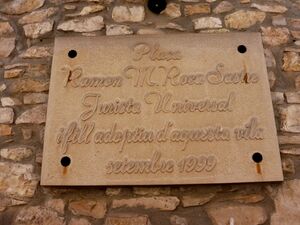 Plaça
Ramon M. Roca Sastre
Jurista Universal
i fill adoptiu d'aquesta vila
setembre 1999